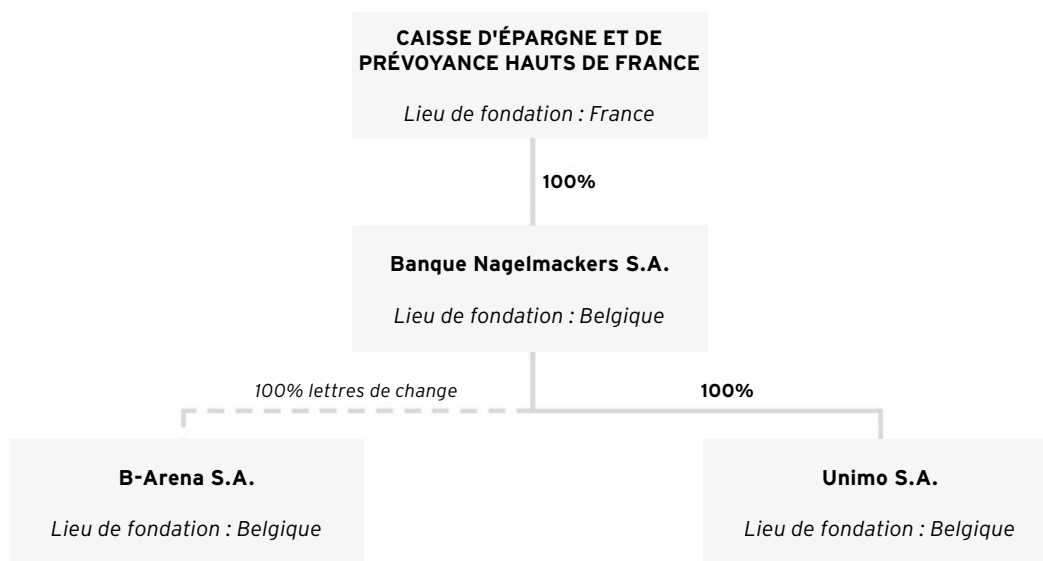 CAISSE D'ÉPARGNE ET DE
PRÉVOYANCE HAUTS DE FRANCE
Lieu de fondation : France
100%
Banque Nagelmackers S.A.
Lieu de fondation : Belgique
100% lettres de change
100%
B-Arena S.A.
Lieu de fondation : Belgique
Unimo S.A.
Lieu de fondation : Belgique